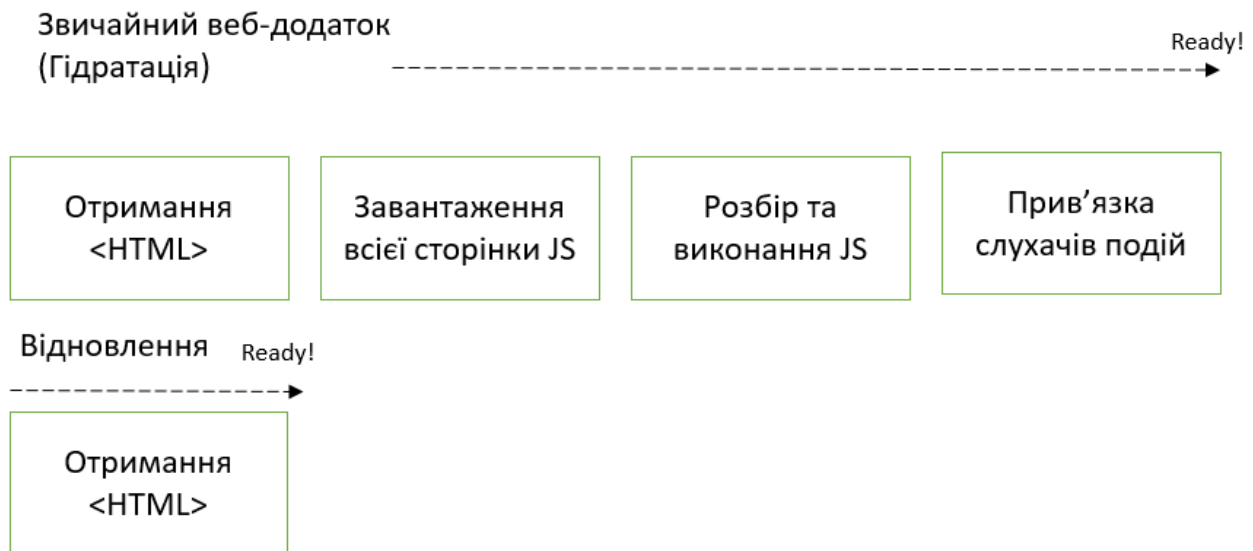 Звичайний веб-додаток
(Гідратація)
Ready!
Отримання
<HTML>
Завантаження
всієї сторінки JS
Розбір та
виконання JS
Прив’язка
слухачів подій
Відновлення
Ready!
Отримання
<HTML>